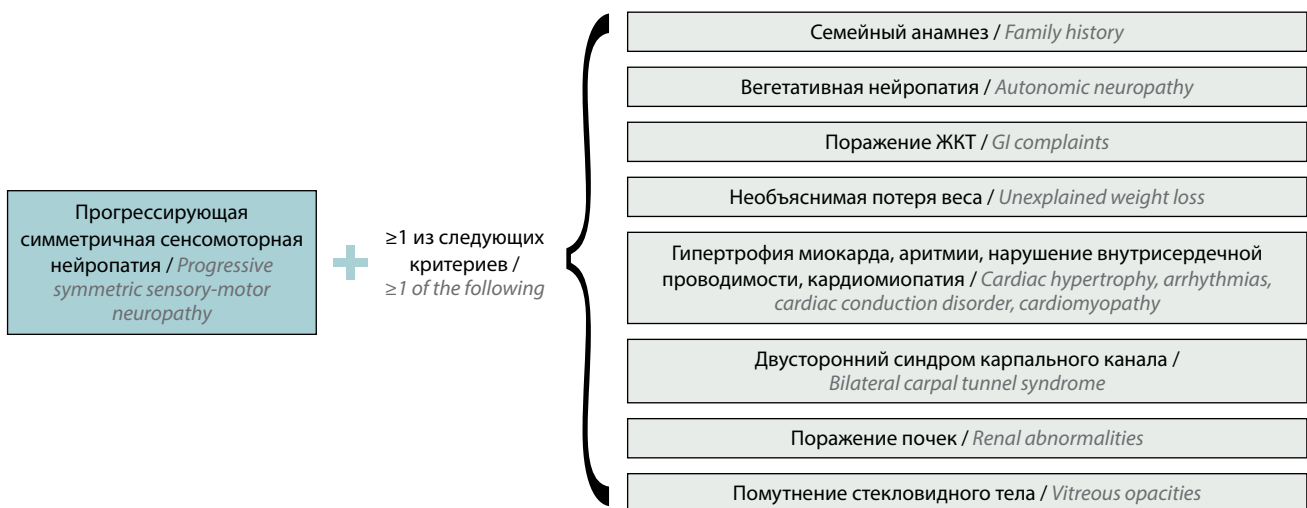 Прогрессирующая
симметричная сенсомоторная
нейропатия / Progressive
symmetric sensory-motor
neuropathy
≥1 из следующих
критериев /
≥1 of the following
Семейный анамнез / Family history
Вегетативная нейропатия / Autonomic neuropathy
Поражение ЖКТ / GI complaints
Необъяснимая потеря веса / Unexplained weight loss
Гипертрофия миокарда, аритмии, нарушение внутрисердечной
проводимости, кардиомиопатия / Cardiac hypertrophy, arrhythmias,
cardiac conduction disorder, cardiomyopathy
Двусторонний синдром карпального канала /
Bilateral carpal tunnel syndrome
Поражение почек / Renal abnormalities
Помутнение стекловидного тела / Vitreous opacities